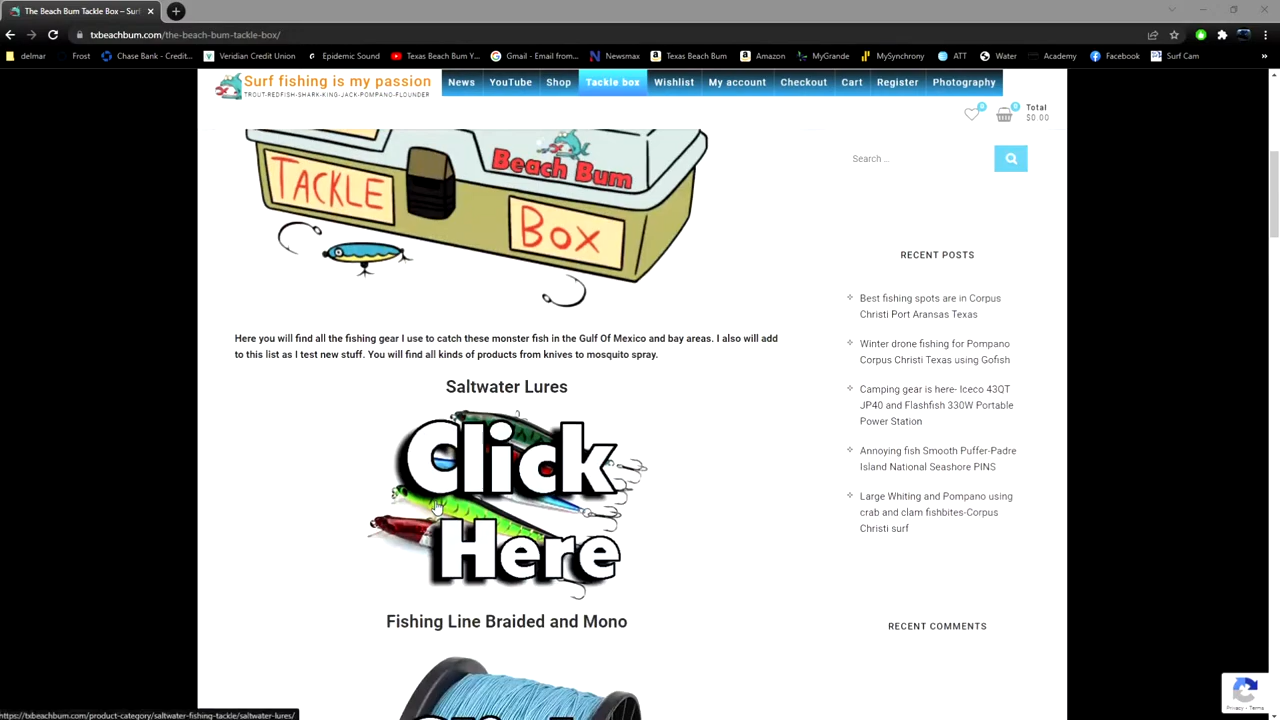 The Beach Bum Tackle Box – Surf
txbeachbum.com/the-beach-bum-tackle-box/
delmar Frost Chase Bank - Credit... Veridian Credit Union Epidemic Sound Texas Beach Bum Y... Gmail - Email from... Newsmax Texas Beach Bum Amazon MyGrande MySynchrony ATT Water Academy Facebook Surf Cam »
Surf fishing is my passion
TROUT-REDFISH-SHARK-KING-JACK-POMPANO-FLOUNDER
News YouTube Shop Tackle box Wishlist My account Checkout Cart Register Photography
0 0 Total
$0.00
Beach Bum
TACKLE
Box
Search ...
RECENT POSTS
Best fishing spots are in Corpus
Christi Port Aransas Texas
Winter drone fishing for Pompano
Corpus Christi Texas using Gofish
Camping gear is here- Iceco 43QT
JP40 and Flashfish 330W Portable
Power Station
Annoying fish Smooth Puffer-Padre
Island National Seashore PINS
Large Whiting and Pompano using
crab and clam fishbites-Corpus
Christi surf
RECENT COMMENTS
Here you will find all the fishing gear I use to catch these monster fish in the Gulf Of Mexico and bay areas. I also will add
to this list as I test new stuff. You will find all kinds of products from knives to mosquito spray.
Saltwater Lures
Click
Here
Fishing Line Braided and Mono
Privacy - Terms
https://txbeachbum.com/product-category/saltwater-fishing-tackle/saltwater-lures/